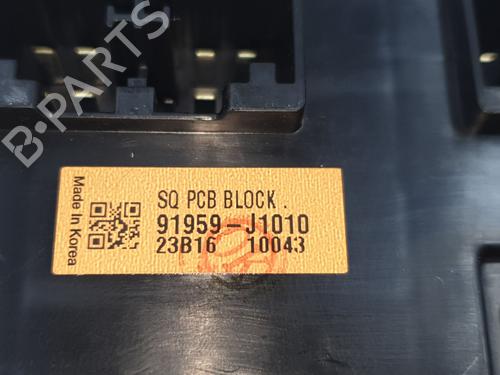 B-PARTS
SQ PCB BLOCK .
91959-J1010
23B16 10043
Made in Korea